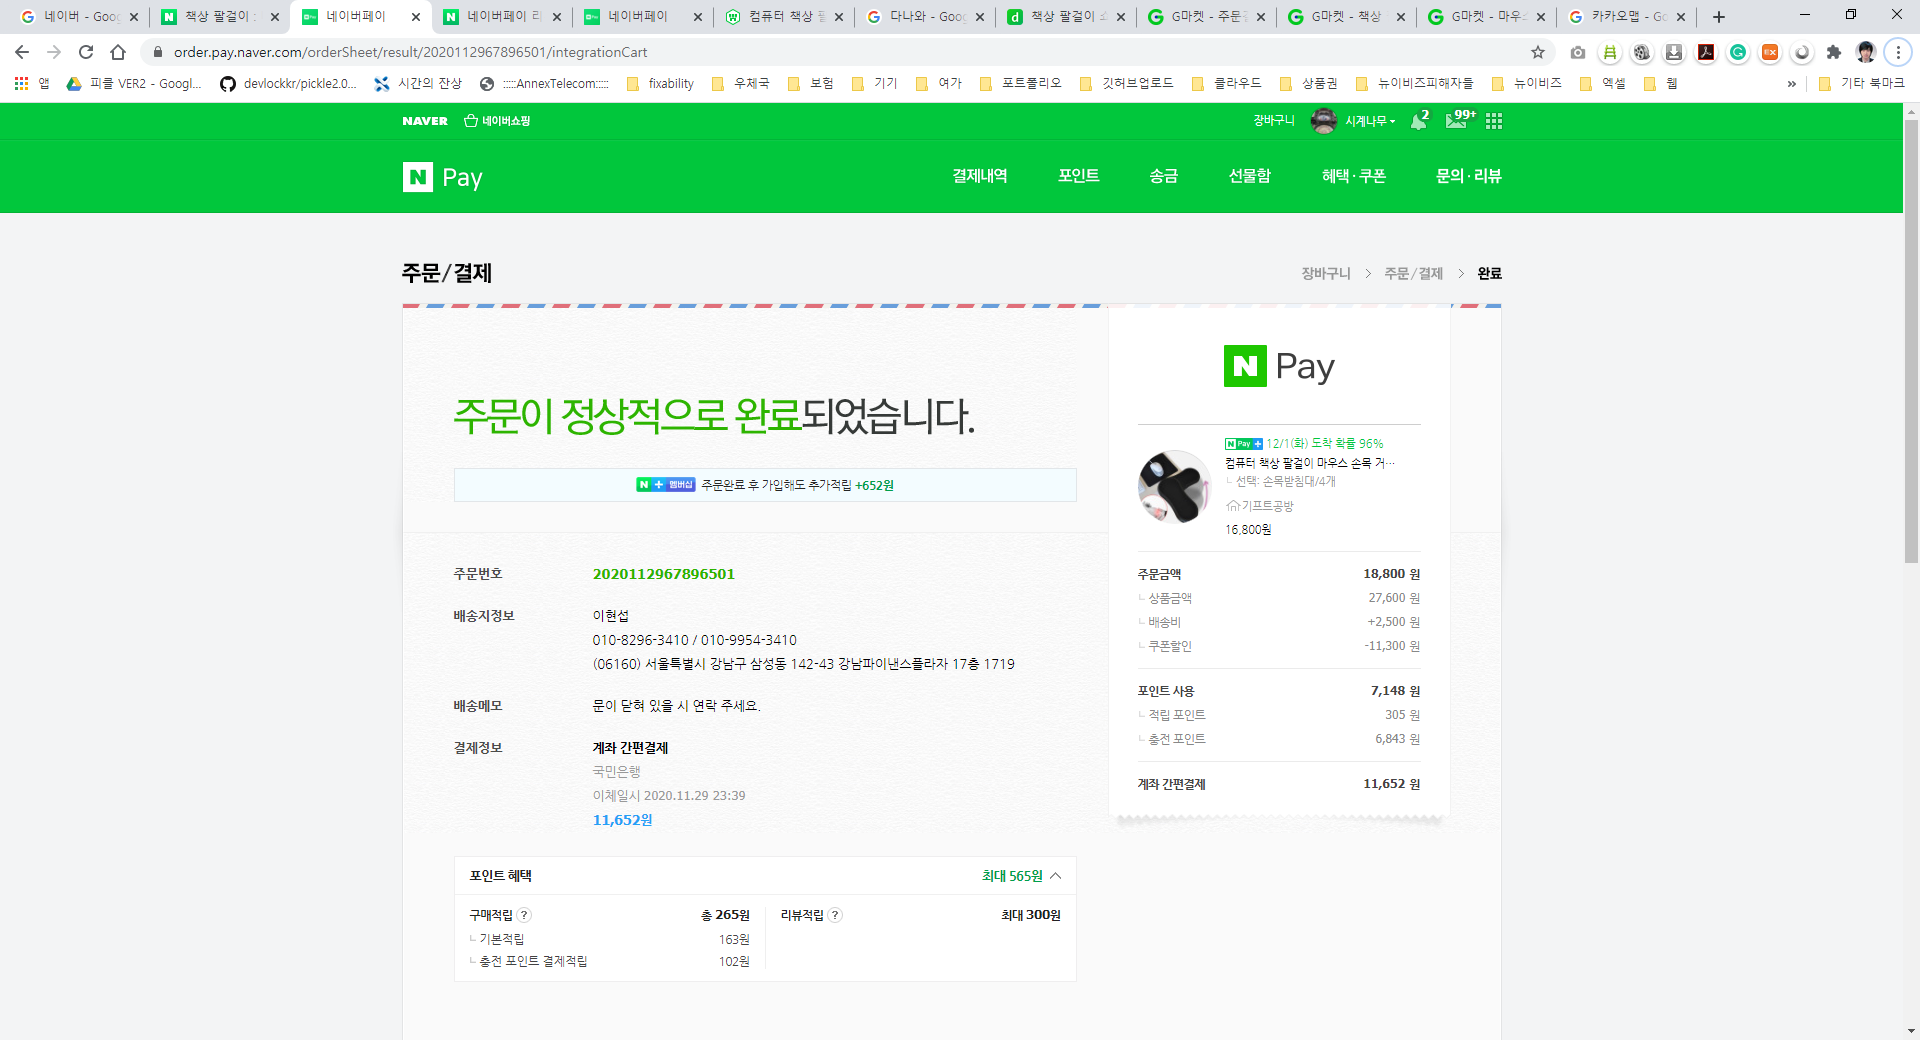 네이버 - Goog
책상 팔걸이 :
네이버페이
네이버페이 리
네이버페이
컴퓨터 책상 팔
다나와 - Goog
책상 팔걸이 쇼
G마켓 - 주문
G마켓 - 책상
G마켓 - 마우스
카카오맵 - Go
order.pay.naver.com/orderSheet/result/2020112967896501/integrationCart
앱
피클 VER2 - Googl...
devlockkr/pickle2.0...
시간의 잔상
:::::AnnexTelecom:::::
fixability
우체국
보험
기기
여가
포트폴리오
깃허브업로드
클라우드
상품권
뉴이비즈피해자들
뉴이비즈
엑셀
웹
»
기타 북마크
NAVER 네이버쇼핑
장바구니 시계나무 2 99+
N Pay
결제내역 포인트 송금 선물함 혜택·쿠폰 문의·리뷰
주문/결제
장바구니 > 주문/결제 > 완료
주문이 정상적으로 완료되었습니다.
N + 멤버십 주문완료 후 가입해도 추가적립 +652원
주문번호 2020112967896501
배송지정보 이현섭
010-8296-3410 / 010-9954-3410
(06160) 서울특별시 강남구 삼성동 142-43 강남파이낸스플라자 17층 1719
배송메모 문이 닫혀 있을 시 연락 주세요.
결제정보 계좌 간편결제
국민은행
이체일시 2020.11.29 23:39
11,652원
포인트 혜택 최대 565원
구매적립 ? 총 265원
기본적립 163원
충전 포인트 결제적립 102원
리뷰적립 ? 최대 300원
N Pay
N Pay + 12/1(화) 도착 확률 96%
컴퓨터 책상 팔걸이 마우스 손목 거···
선택: 손목받침대/4개
기프트공방
16,800원
주문금액 18,800 원
상품금액 27,600 원
배송비 +2,500 원
쿠폰할인 -11,300 원
포인트 사용 7,148 원
적립 포인트 305 원
충전 포인트 6,843 원
계좌 간편결제 11,652 원